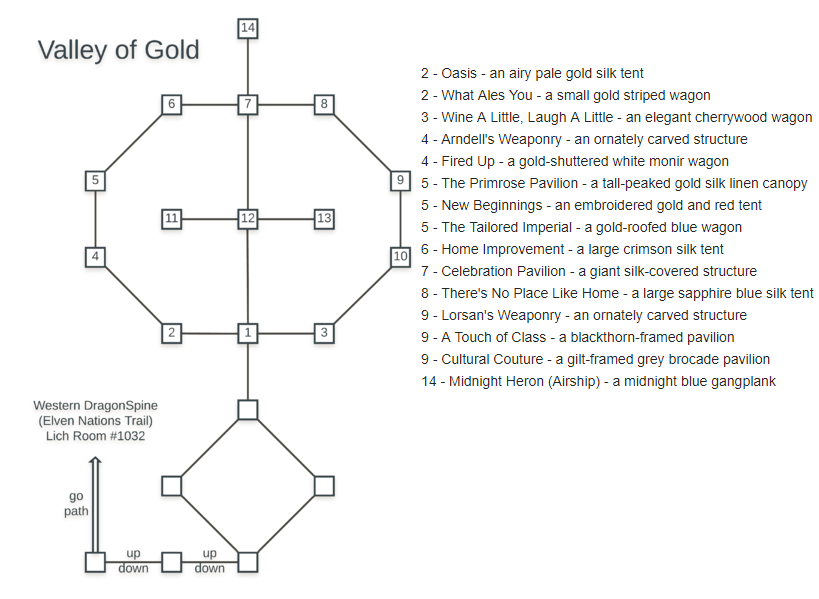 14
Valley of Gold
6
7
8
5
9
11
12
13
4
10
2
1
3
Western DragonSpine
(Elven Nations Trail)
Lich Room #1032
go
path
up
down
up
down
2 - Oasis - an airy pale gold silk tent
2 - What Ales You - a small gold striped wagon
3 - Wine A Little, Laugh A Little - an elegant cherrywood wagon
4 - Arndell's Weaponry - an ornately carved structure
4 - Fired Up - a gold-shuttered white monir wagon
5 - The Primrose Pavilion - a tall-peaked gold silk linen canopy
5 - New Beginnings - an embroidered gold and red tent
5 - The Tailored Imperial - a gold-roofed blue wagon
6 - Home Improvement - a large crimson silk tent
7 - Celebration Pavilion - a giant silk-covered structure
8 - There's No Place Like Home - a large sapphire blue silk tent
9 - Lorsan's Weaponry - an ornately carved structure
9 - A Touch of Class - a blackthorn-framed pavilion
9 - Cultural Couture - a gilt-framed grey brocade pavilion
14 - Midnight Heron (Airship) - a midnight blue gangplank